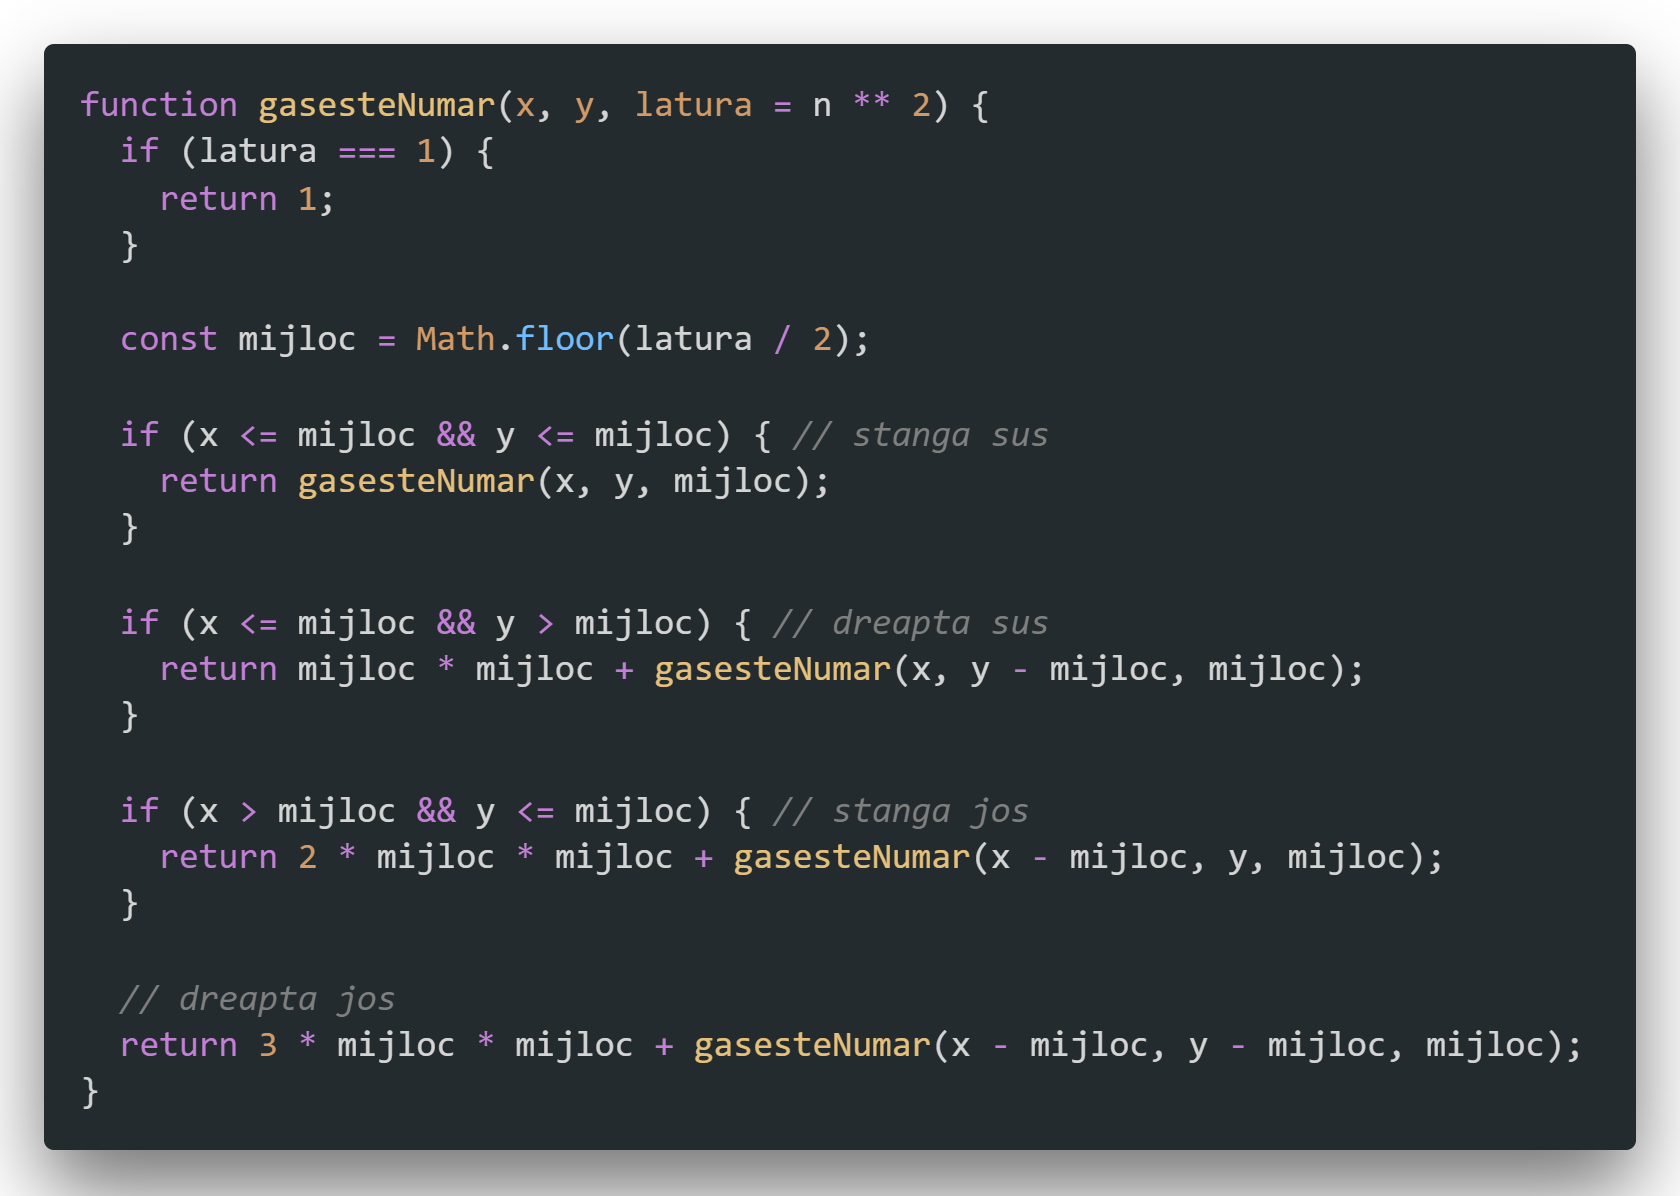 function gasesteNumar(x, y, latura = n ** 2) {
  if (latura === 1) {
    return 1;
  }

  const mijloc = Math.floor(latura / 2);

  if (x <= mijloc && y <= mijloc) { // stanga sus
    return gasesteNumar(x, y, mijloc);
  }

  if (x <= mijloc && y > mijloc) { // dreapta sus
    return mijloc * mijloc + gasesteNumar(x, y - mijloc, mijloc);
  }

  if (x > mijloc && y <= mijloc) { // stanga jos
    return 2 * mijloc * mijloc + gasesteNumar(x - mijloc, y, mijloc);
  }

  // dreapta jos
  return 3 * mijloc * mijloc + gasesteNumar(x - mijloc, y - mijloc, mijloc);
}